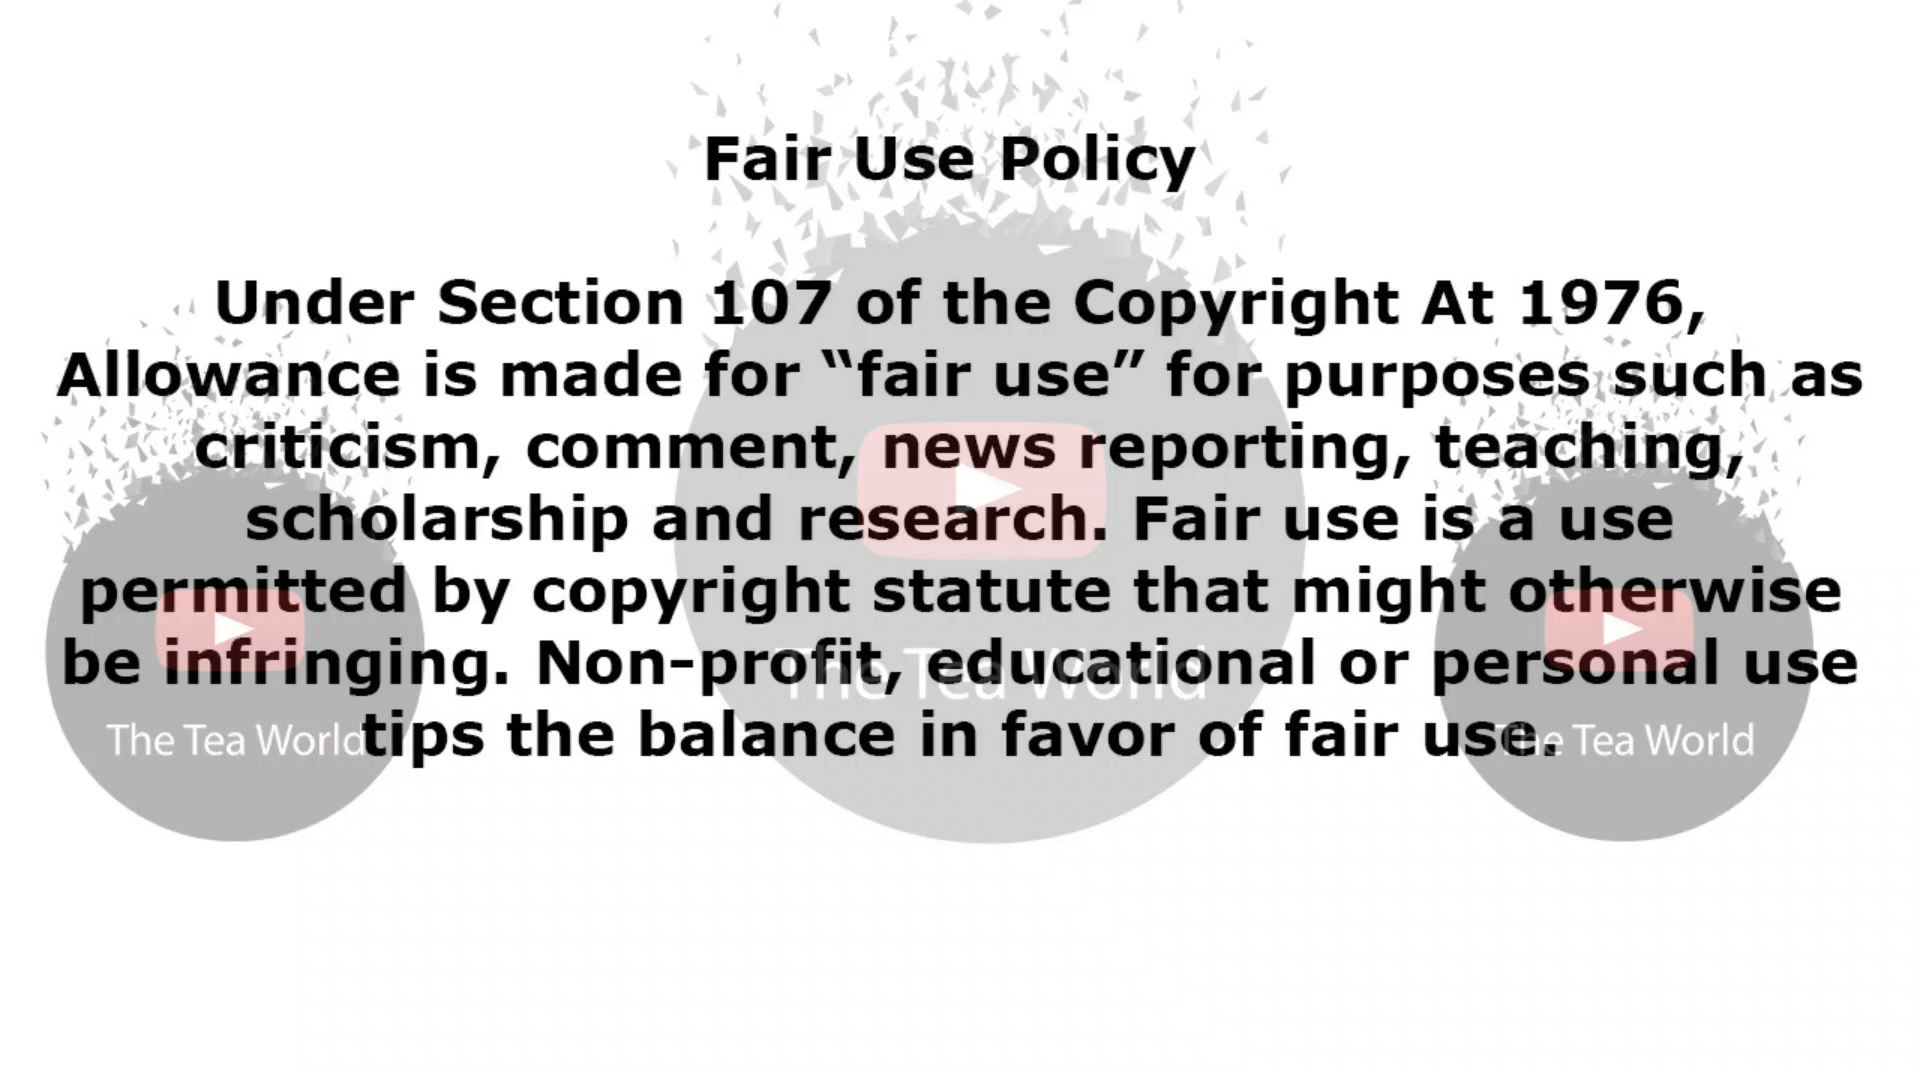 Fair Use Policy
Under Section 107 of the Copyright At 1976,
Allowance is made for “fair use” for purposes such as
criticism, comment, news reporting, teaching,
scholarship and research. Fair use is a use
permitted by copyright statute that might otherwise
be infringing. Non-profit, educational or personal use
tips the balance in favor of fair use.
The Tea World
The Tea World
The Tea World